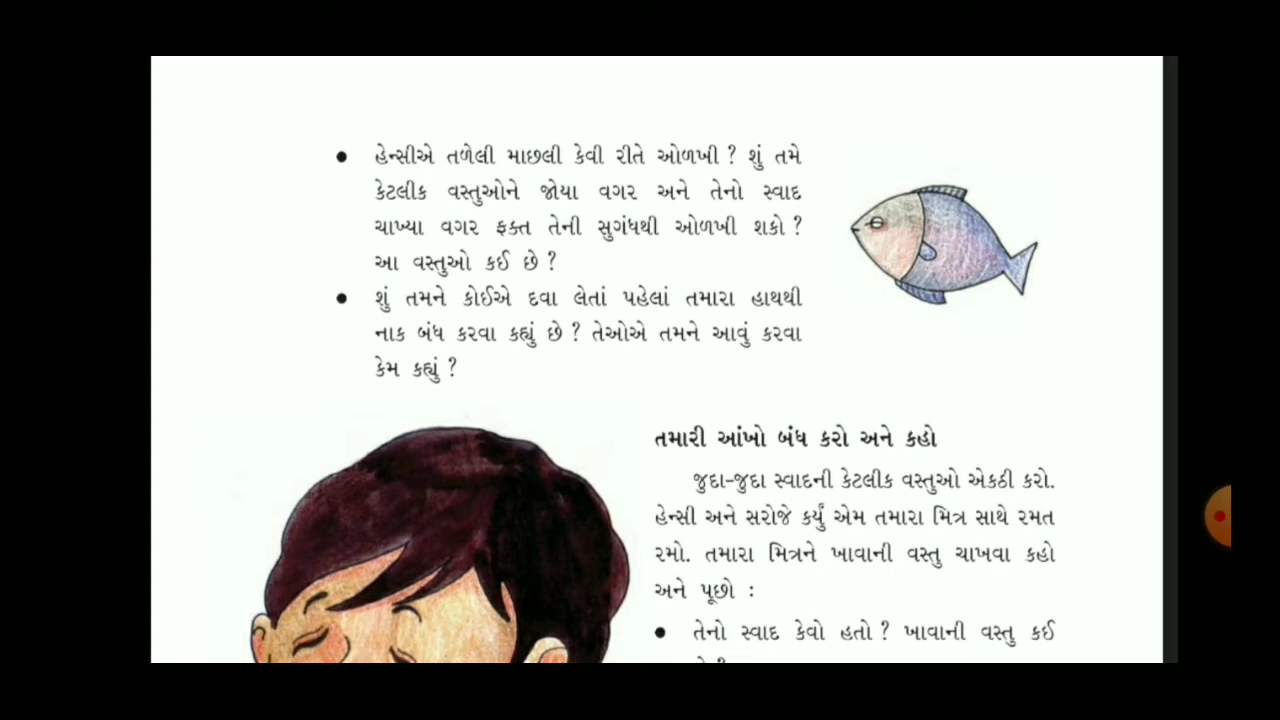 ● હેન્સીએ તળેલી માછલી કેવી રીતે ઓળખી ? શું તમે
કેટલીક વસ્તુઓને જોયા વગર અને તેનો સ્વાદ
ચાખ્યા વગર ફક્ત તેની સુગંધથી ઓળખી શકો ?
આ વસ્તુઓ કઈ છે ?
● શું તમને કોઈએ દવા લેતાં પહેલાં તમારા હાથથી
નાક બંધ કરવા કહ્યું છે ? તેઓએ તમને આવું કરવા
કેમ કહ્યું ?
તમારી આંખો બંધ કરો અને કહો
જુદા-જુદા સ્વાદની કેટલીક વસ્તુઓ એકઠી કરો.
હેન્સી અને સરોજે કર્યું એમ તમારા મિત્ર સાથે રમત
રમો. તમારા મિત્રને ખાવાની વસ્તુ ચાખવા કહો
અને પૂછો :
● તેનો સ્વાદ કેવો હતો ? ખાવાની વસ્તુ કઈ